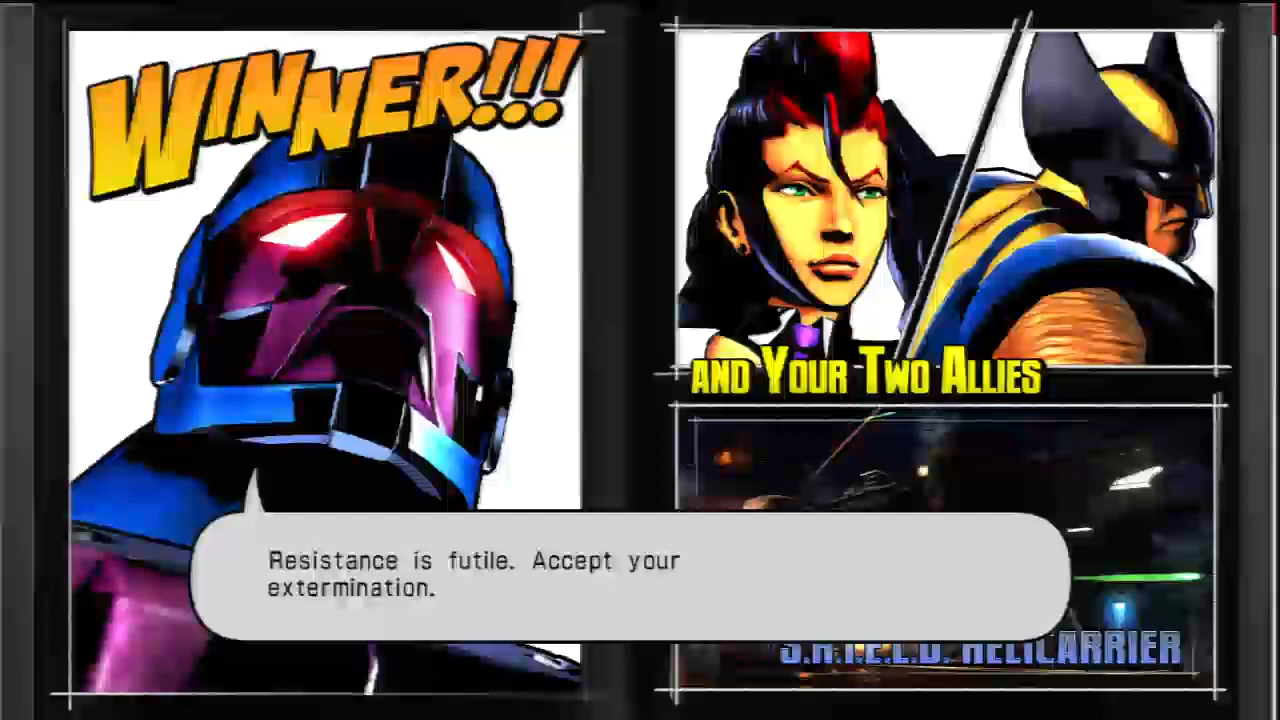 WINNER!!!
AND YOUR TWO ALLIES
Resistance is futile. Accept your
extermination.
S.H.I.E.L.D. HELICARRIER